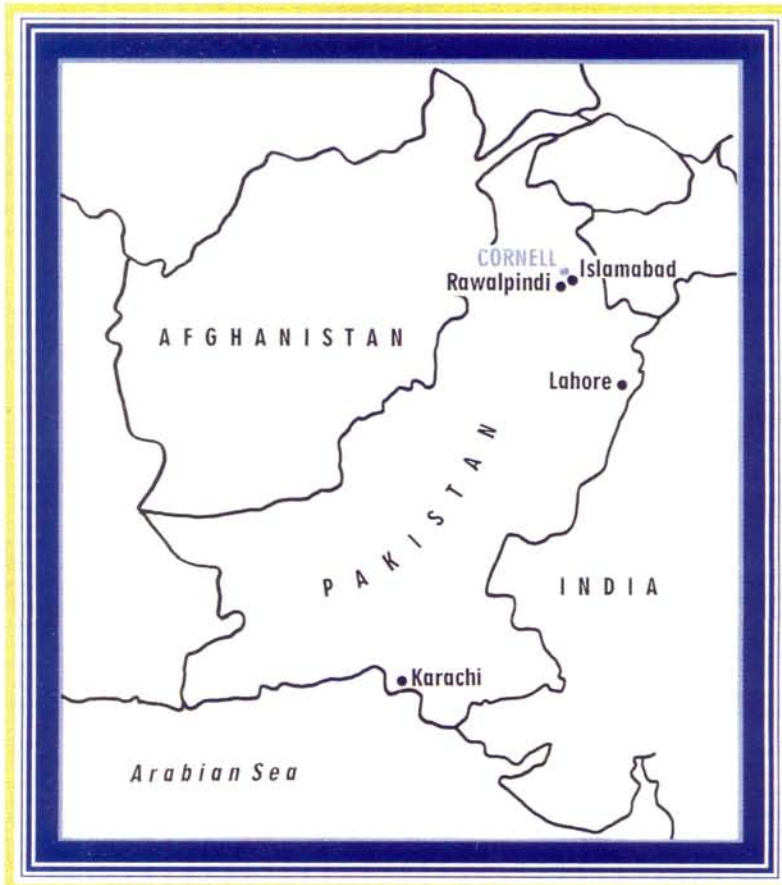 CORNELL
Islamabad
Rawalpindi
AFGHANISTAN
Lahore
PAKISTAN
INDIA
Karachi
Arabian Sea